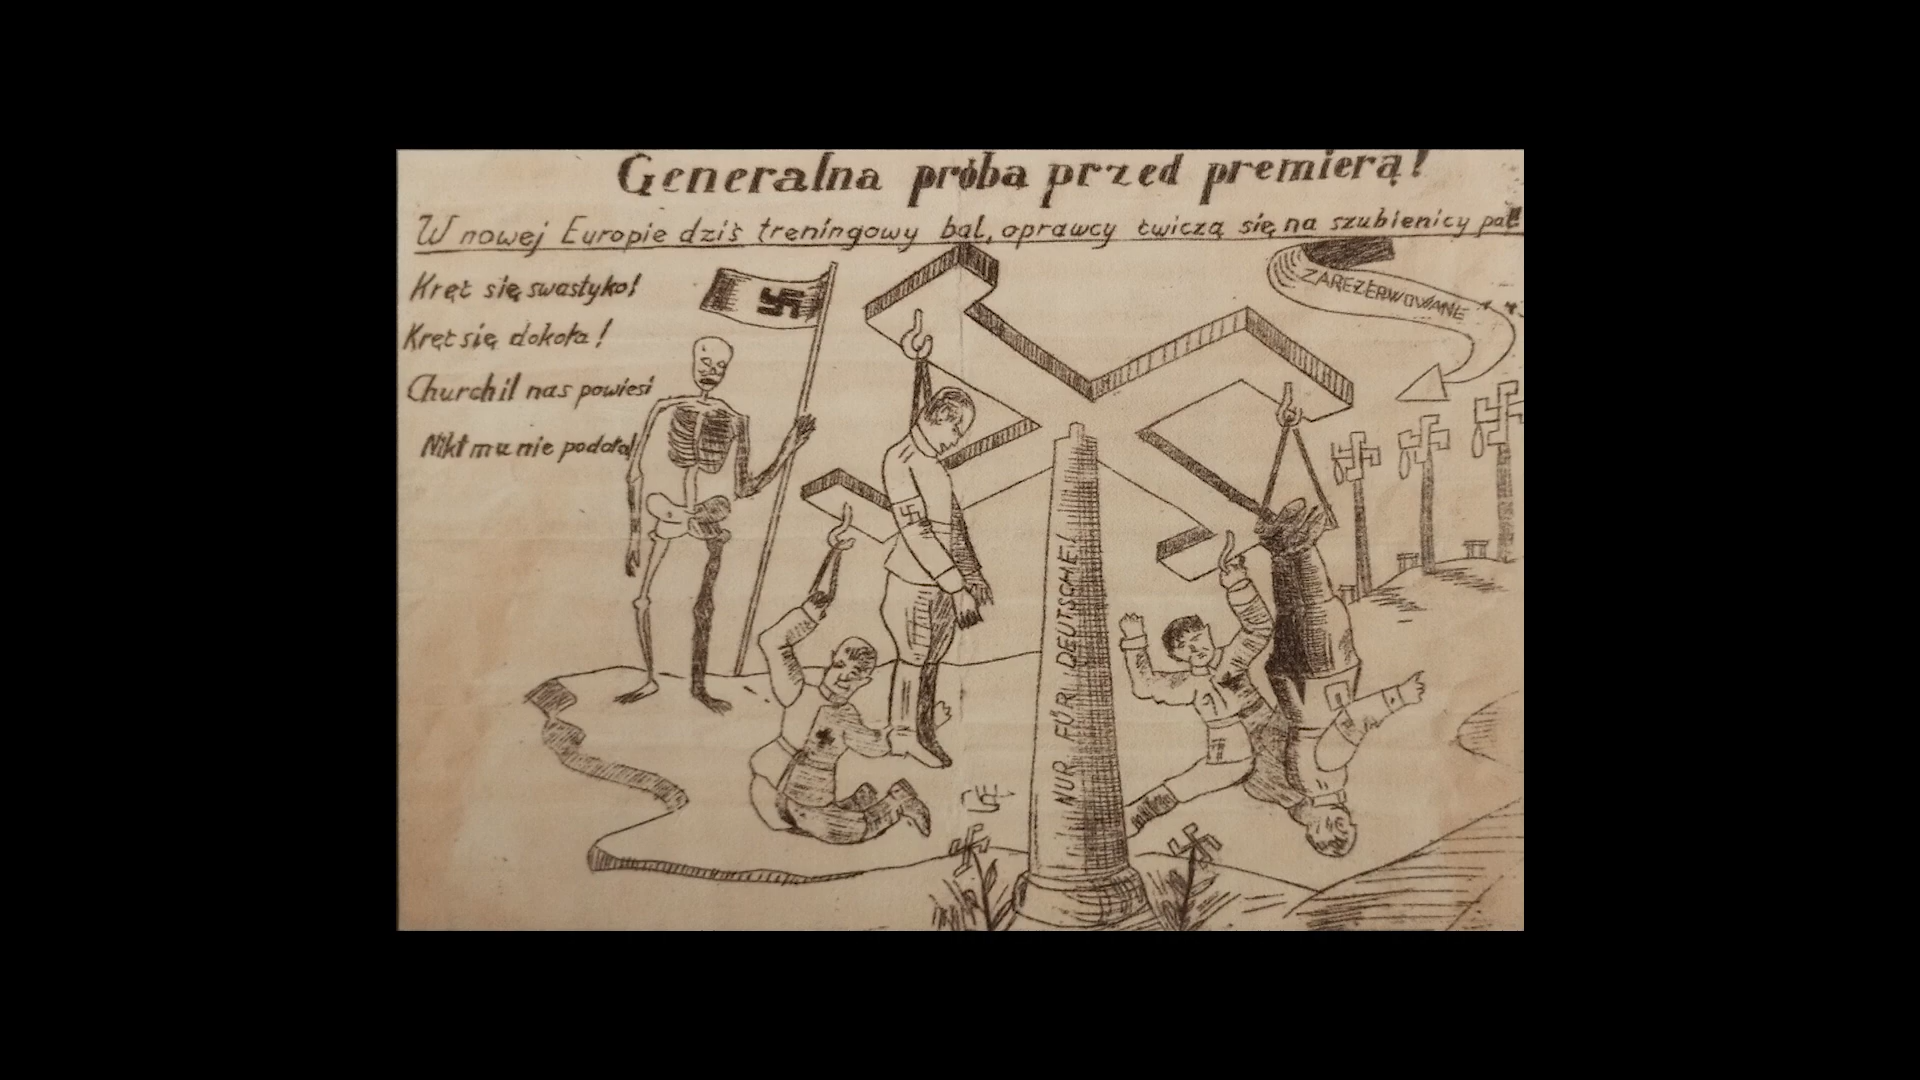 Generalna próba przed premierą!
W nowej Europie dziś treningowy bal, oprawcy ćwiczą się na szubienicy pal!
Kręć się swastyko!
Kręć się dokoła!
Churchil nas powiesi
Nikt mu nie podoła!
ZAREZERWOWANE
NUR FÜR DEUTSCHE!